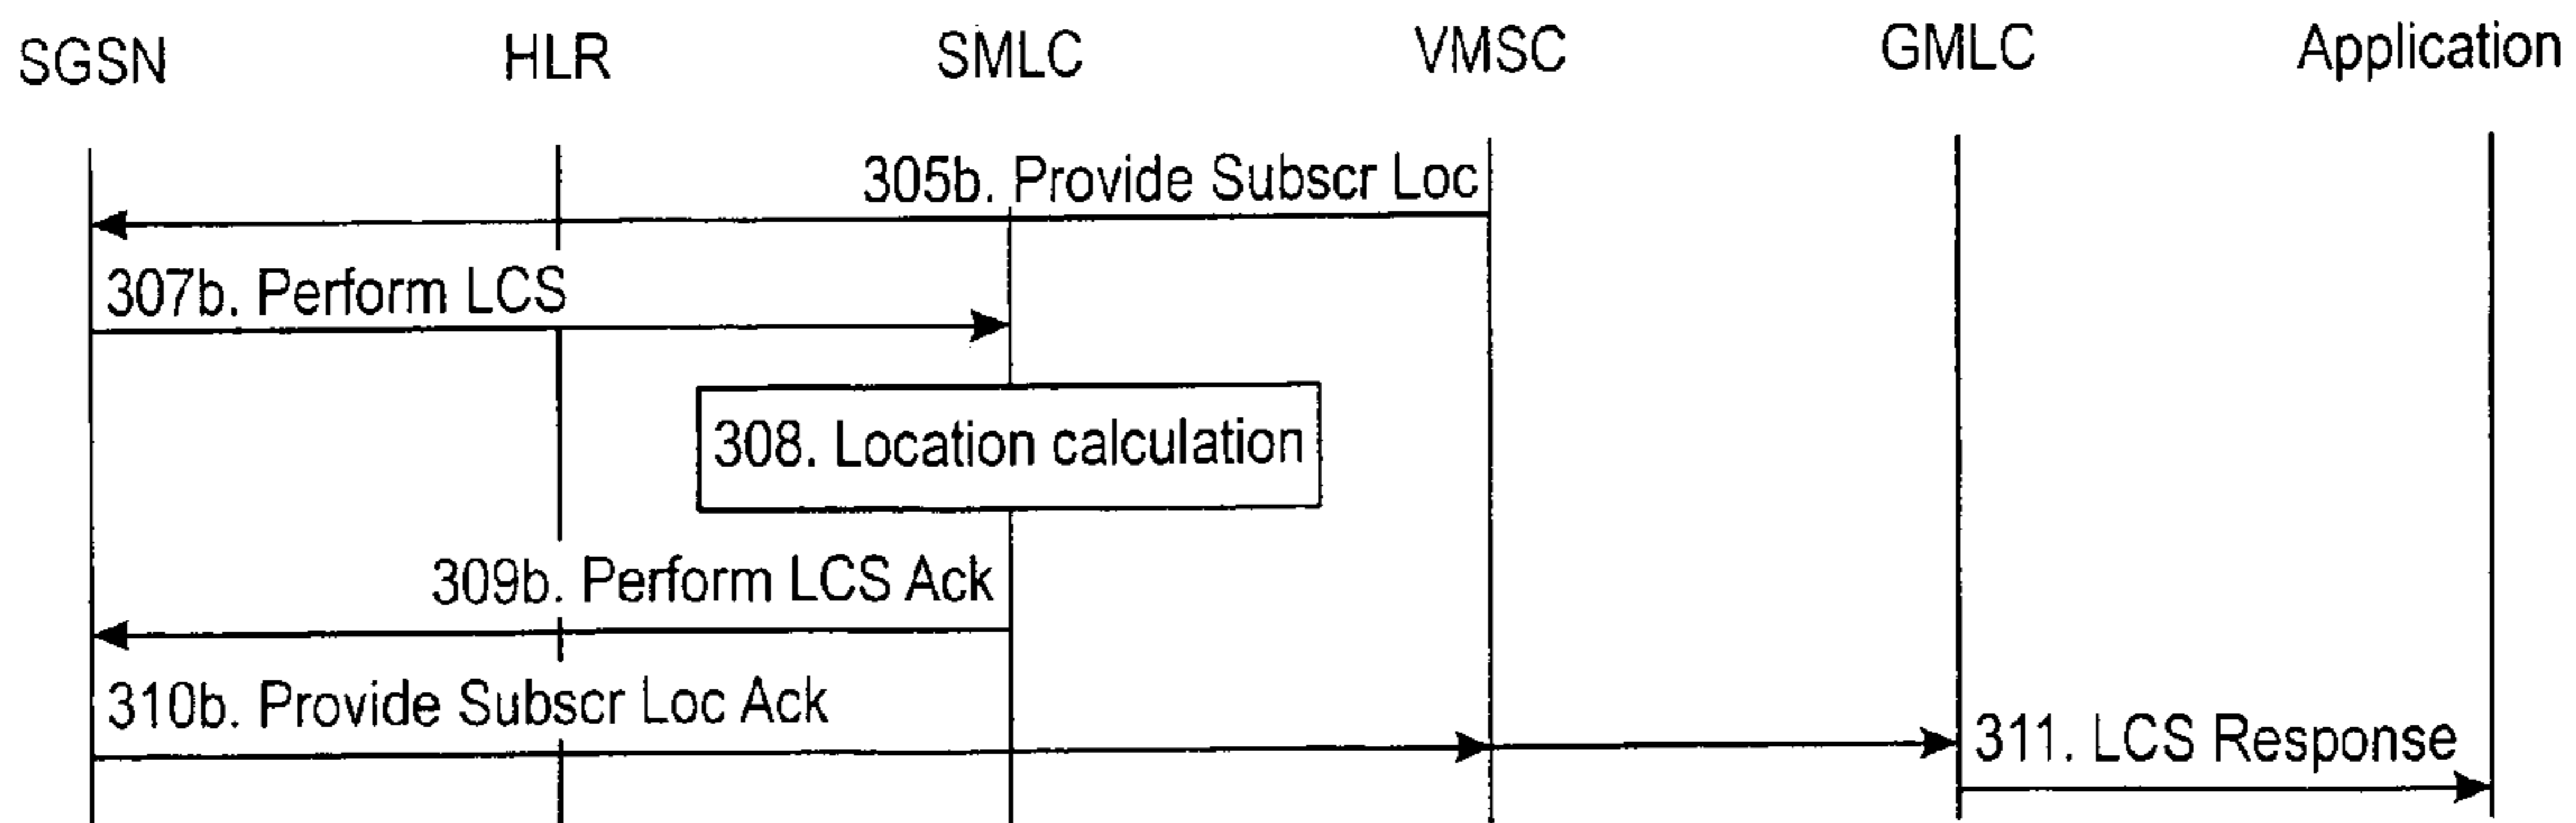 SGSN HLR SMLC VMSC GMLC Application
305b. Provide Subscr Loc
307b. Perform LCS
308. Location calculation
309b. Perform LCS Ack
310b. Provide Subscr Loc Ack
311. LCS Response